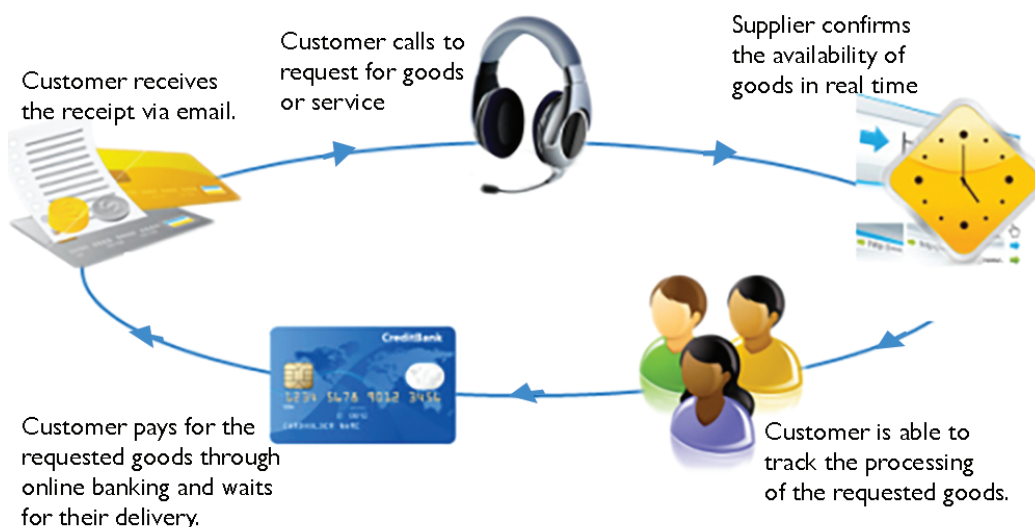 Customer calls to
request for goods
or service
Supplier confirms
the availability of
goods in real time
Customer receives
the receipt via email.
CreditBank
1234 5678 9012 3456
CARDHOLDER NAME
Customer is able to
track the processing
of the requested goods.
Customer pays for the
requested goods through
online banking and waits
for their delivery.